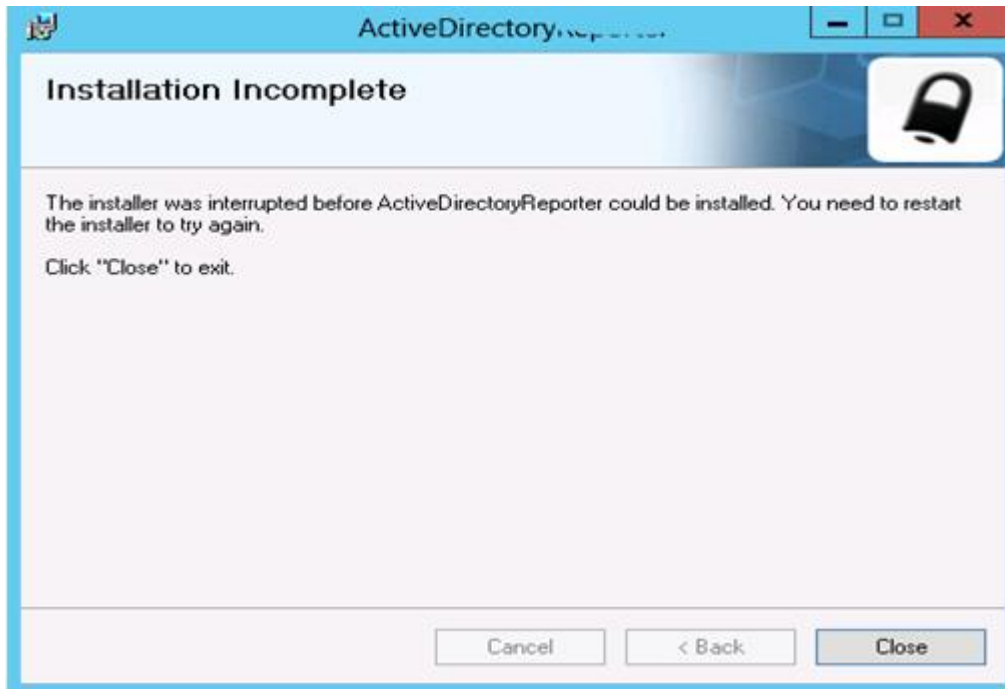 ActiveDirectory
Installation Incomplete
The installer was interrupted before ActiveDirectoryReporter could be installed. You need to restart
the installer to try again.
Click "Close" to exit.
Cancel
< Back
Close